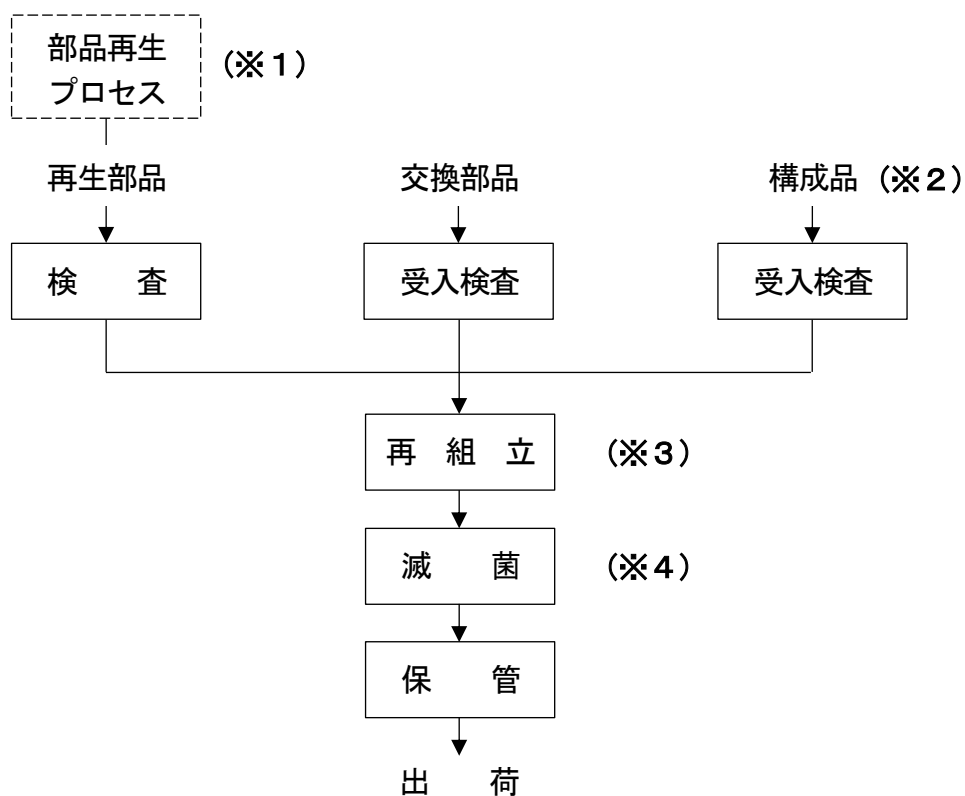 部品再生
プロセス
(※1)
再生部品
交換部品
構成品 (※2)
検　査
受入検査
受入検査
再 組 立
(※3)
滅　菌
(※4)
保　管
出　荷